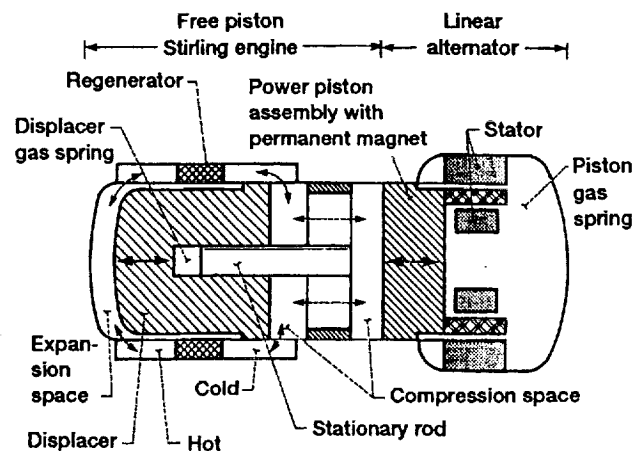 Free piston
Stirling engine
Linear
alternator
Regenerator
Displacer
gas spring
Power piston
assembly with
permanent magnet
Stator
Piston
gas
spring
Expan-
sion
space
Cold
Compression space
Stationary rod
Displacer
Hot